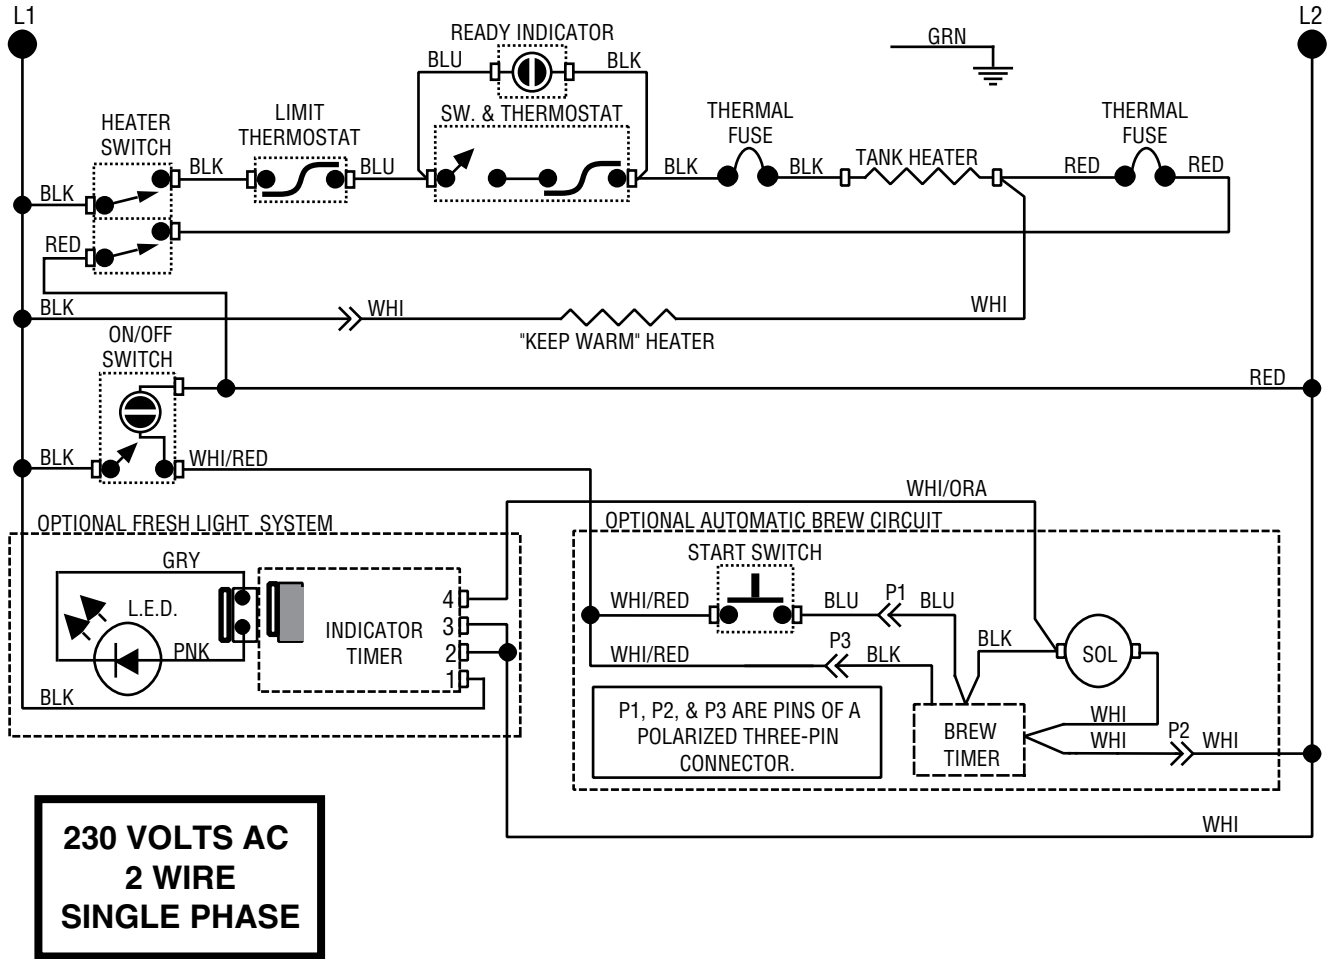 L1
L2
READY INDICATOR
GRN
BLU
BLK
LIMIT
THERMOSTAT
SW. & THERMOSTAT
THERMAL
FUSE
THERMAL
FUSE
HEATER
SWITCH
BLK
BLU
BLK
BLK
TANK HEATER
RED
RED
BLK
RED
BLK
WHI
WHI
"KEEP WARM" HEATER
ON/OFF
SWITCH
RED
BLK
WHI/RED
WHI/ORA
OPTIONAL FRESH LIGHT SYSTEM
OPTIONAL AUTOMATIC BREW CIRCUIT
GRY
START SWITCH
L.E.D.
4
3
2
1
INDICATOR
TIMER
PNK
BLK
WHI/RED
BLU
P1
BLU
WHI/RED
P3
BLK
BLK
SOL
P1, P2, & P3 ARE PINS OF A
POLARIZED THREE-PIN
CONNECTOR.
BREW
TIMER
WHI
WHI
P2
WHI
WHI
230 VOLTS AC
2 WIRE
SINGLE PHASE